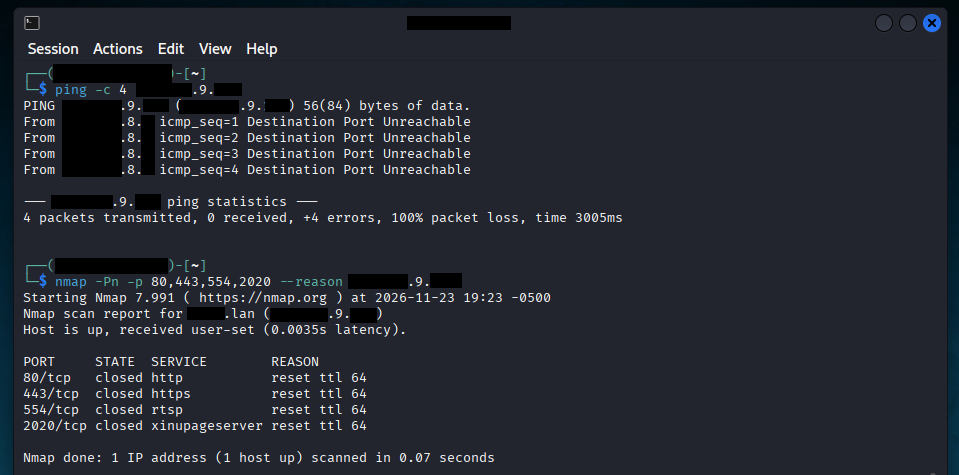 Session Actions Edit View Help
┌──( )-[~]
└─$ ping -c 4 .9.
PING .9. ( .9. ) 56(84) bytes of data.
From .8. icmp_seq=1 Destination Port Unreachable
From .8. icmp_seq=2 Destination Port Unreachable
From .8. icmp_seq=3 Destination Port Unreachable
From .8. icmp_seq=4 Destination Port Unreachable
--- .9. ping statistics ---
4 packets transmitted, 0 received, +4 errors, 100% packet loss, time 3005ms
┌──( )-[~]
└─$ nmap -Pn -p 80,443,554,2020 --reason .9.
Starting Nmap 7.991 ( https://nmap.org ) at 2026-11-23 19:23 -0500
Nmap scan report for .lan ( .9. )
Host is up, received user-set (0.0035s latency).
PORT STATE SERVICE REASON
80/tcp closed http reset ttl 64
443/tcp closed https reset ttl 64
554/tcp closed rtsp reset ttl 64
2020/tcp closed xinupageserver reset ttl 64
Nmap done: 1 IP address (1 host up) scanned in 0.07 seconds